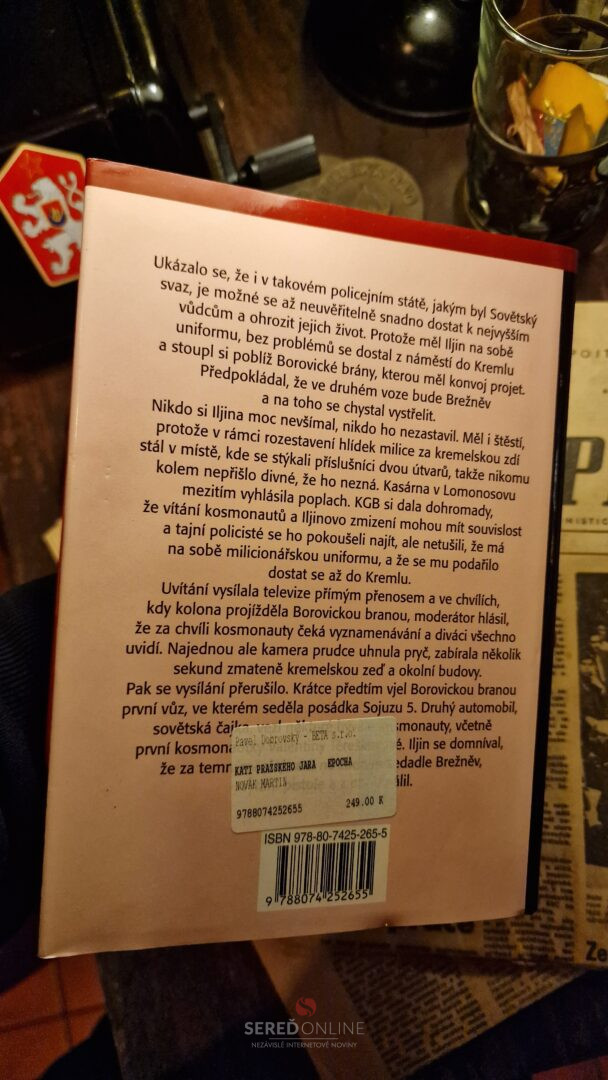 Ukázalo se, že i v takovém policejním státě, jakým byl Sovětský
svaz, je možné se až neuvěřitelně snadno dostat k nejvyšším
vůdcům a ohrozit jejich život. Protože měl Iljin na sobě
uniformu, bez problémů se dostal z náměstí do Kremlu
a stoupl si poblíž Borovické brány, kterou měl konvoj projet.
Předpokládal, že ve druhém voze bude Brežněv
a na toho se chystal vystřelit.
Nikdo si Iljina moc nevšímal, nikdo ho nezastavil. Měl i štěstí,
protože v rámci rozestavení hlídek milice za kremelskou zdí
stál v místě, kde se stýkali příslušníci dvou útvarů, takže nikomu
kolem nepřišlo divné, že ho nezná. Kasárna v Lomonosovu
mezitím vyhlásila poplach. KGB si dala dohromady,
že vítání kosmonautů a Iljinovo zmizení mohou mít souvislost
a tajní policisté se ho pokoušeli najít, ale netušili, že má
na sobě milicionářskou uniformu, a že se mu podařilo
dostat se až do Kremlu.
Uvítání vysílala televize přímým přenosem a ve chvílích,
kdy kolona projížděla Borovickou branou, moderátor hlásil,
že za chvíli kosmonauty čeká vyznamenávání a diváci všechno
uvidí. Najednou ale kamera prudce uhnula pryč, zabírala několik
sekund zmateně kremelskou zeď a okolní budovy.
Pak se vysílání přerušilo. Krátce předtím vjel Borovickou branou
první vůz, ve kterém seděla posádka Sojuzu 5. Druhý automobil,
sovětská čajka, kosmonauty, včetně
první Iljin se domníval,
že za Brežněv,
Pavel Dobrovský - BETA s.r.o.
KATI PRAŽSKÉHO JARA EPOCHA
NOVÁK MARTIN
9788074252655 249.00 K
ISBN 978-80-7425-265-5
9 788074 252655
SEREĎONLINE
NEZÁVISLÉ INTERNETOVÉ NOVINY